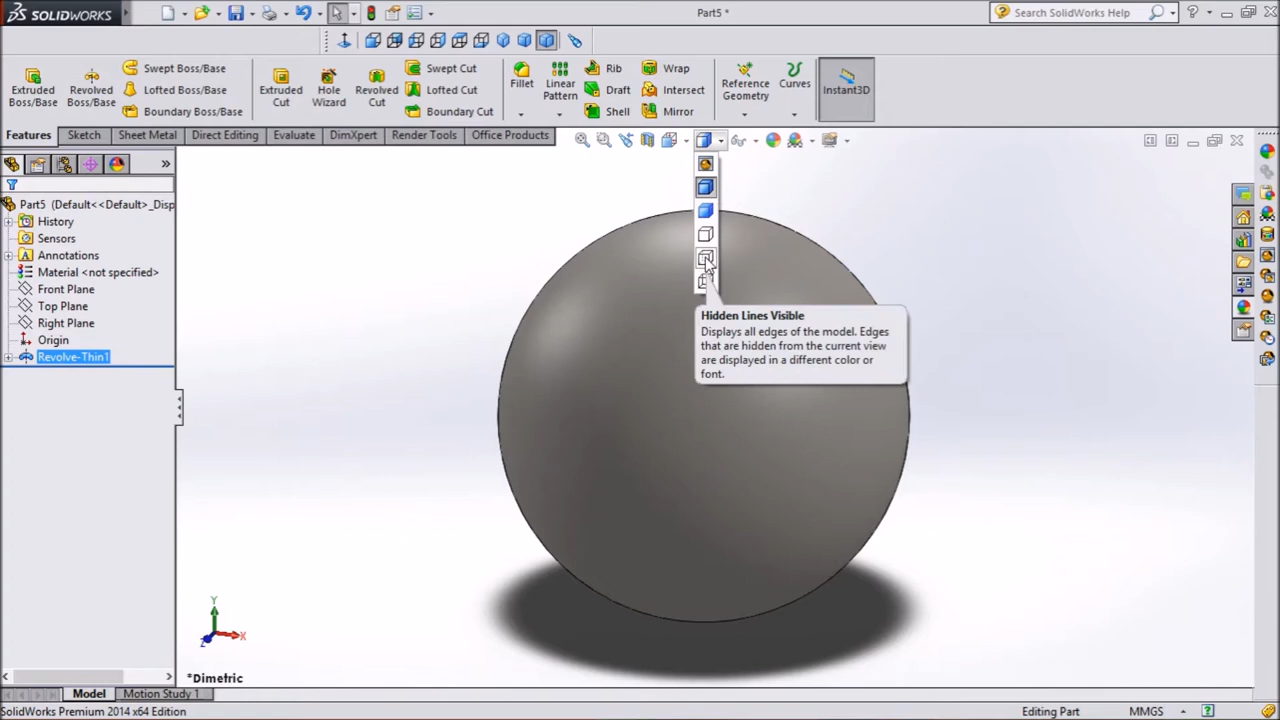 SOLIDWORKS
Part5 *
Search SolidWorks Help
Extruded Boss/Base
Revolved Boss/Base
Swept Boss/Base
Lofted Boss/Base
Boundary Boss/Base
Extruded Cut
Hole Wizard
Revolved Cut
Swept Cut
Lofted Cut
Boundary Cut
Fillet
Linear Pattern
Rib
Draft
Shell
Wrap
Intersect
Mirror
Reference Geometry
Curves
Instant3D
Features
Sketch
Sheet Metal
Direct Editing
Evaluate
DimXpert
Render Tools
Office Products
Part5 (Default<<Default>_Disp
History
Sensors
Annotations
Material <not specified>
Front Plane
Top Plane
Right Plane
Origin
Revolve-Thin1
Hidden Lines Visible
Displays all edges of the model. Edges
that are hidden from the current view
are displayed in a different color or
font.
Y
X
Z
*Dimetric
Model
Motion Study 1
SolidWorks Premium 2014 x64 Edition
Editing Part
MMGS